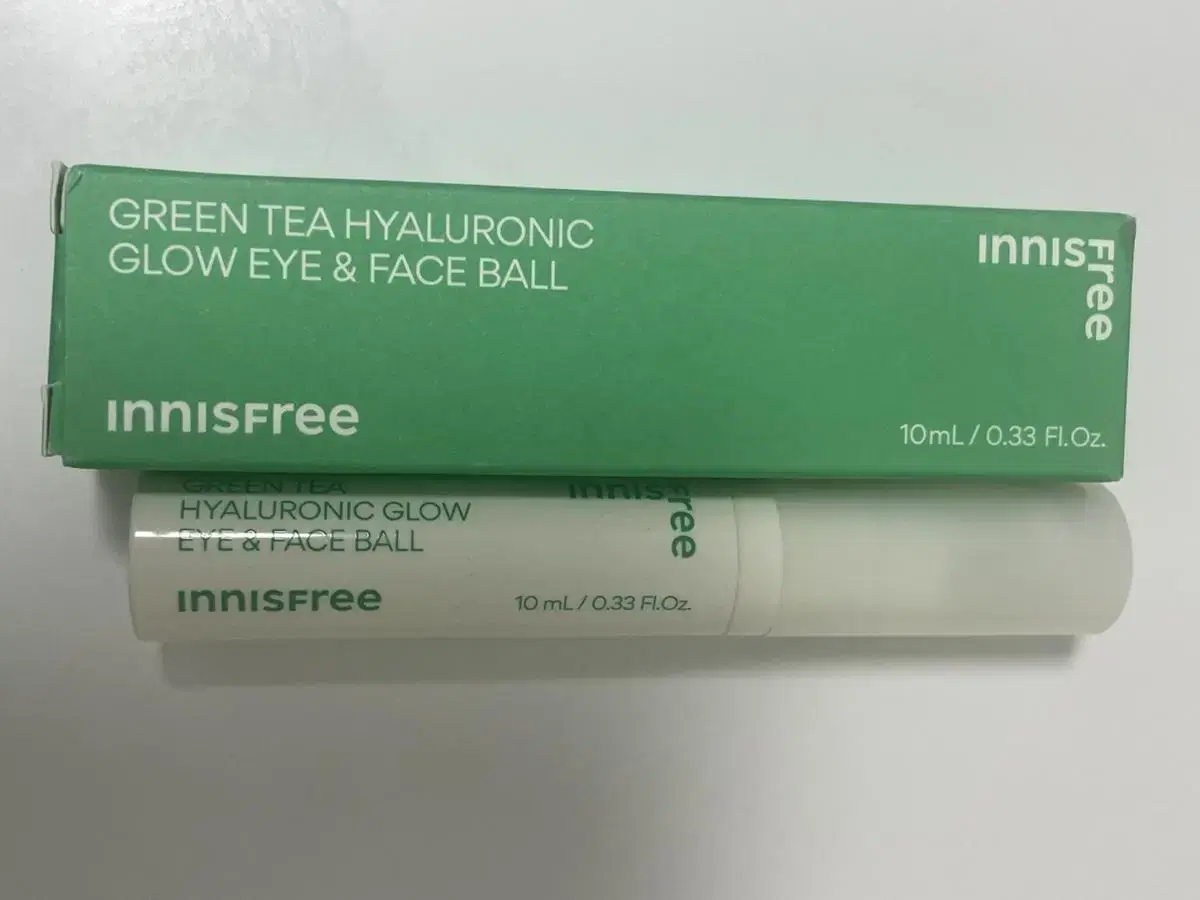 GREEN TEA HYALURONIC
GLOW EYE & FACE BALL
InnISFree
InnISFree
10mL / 0.33 Fl.Oz.
GREEN TEA
HYALURONIC GLOW
EYE & FACE BALL
InnISFree
InnISFree
10 mL / 0.33 Fl.Oz.